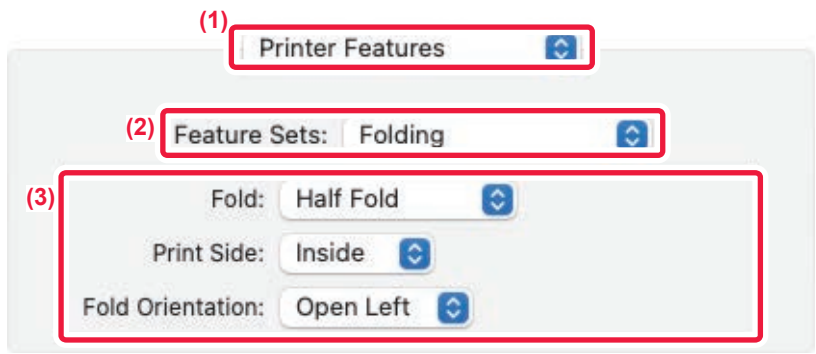 (1)
Printer Features
(2)
Feature Sets: Folding
(3)
Fold: Half Fold
Print Side: Inside
Fold Orientation: Open Left